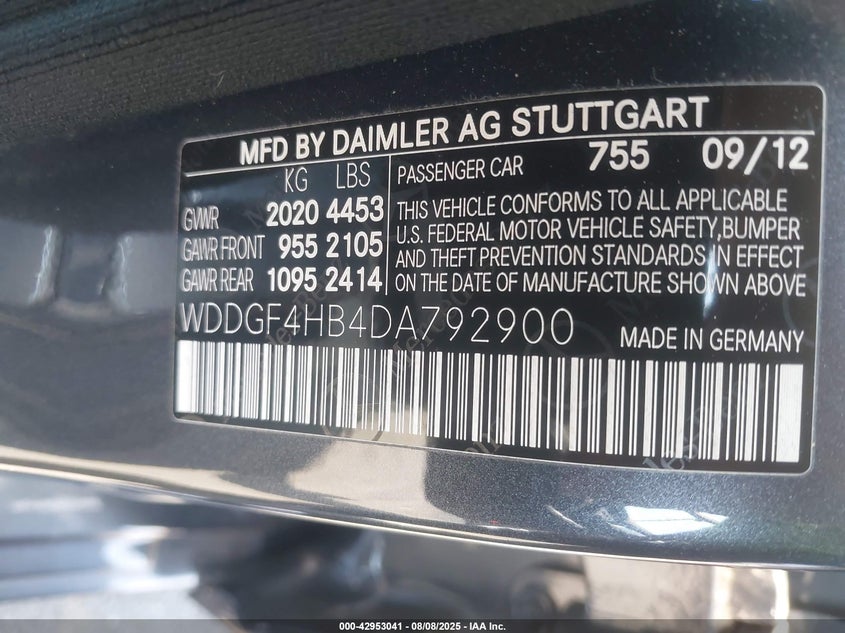 MFD BY DAIMLER AG STUTTGART
KG LBS
GVWR 2020 4453
GAWR FRONT 955 2105
GAWR REAR 1095 2414
PASSENGER CAR 755 09/12
THIS VEHICLE CONFORMS TO ALL APPLICABLE
U.S. FEDERAL MOTOR VEHICLE SAFETY,BUMPER
AND THEFT PREVENTION STANDARDS IN EFFECT
ON THE DATE OF MANUFACTURE SHOWN ABOVE
WDDGF4HB4DA792900
MADE IN GERMANY
000-42953041 - 08/08/2025 - IAA Inc.